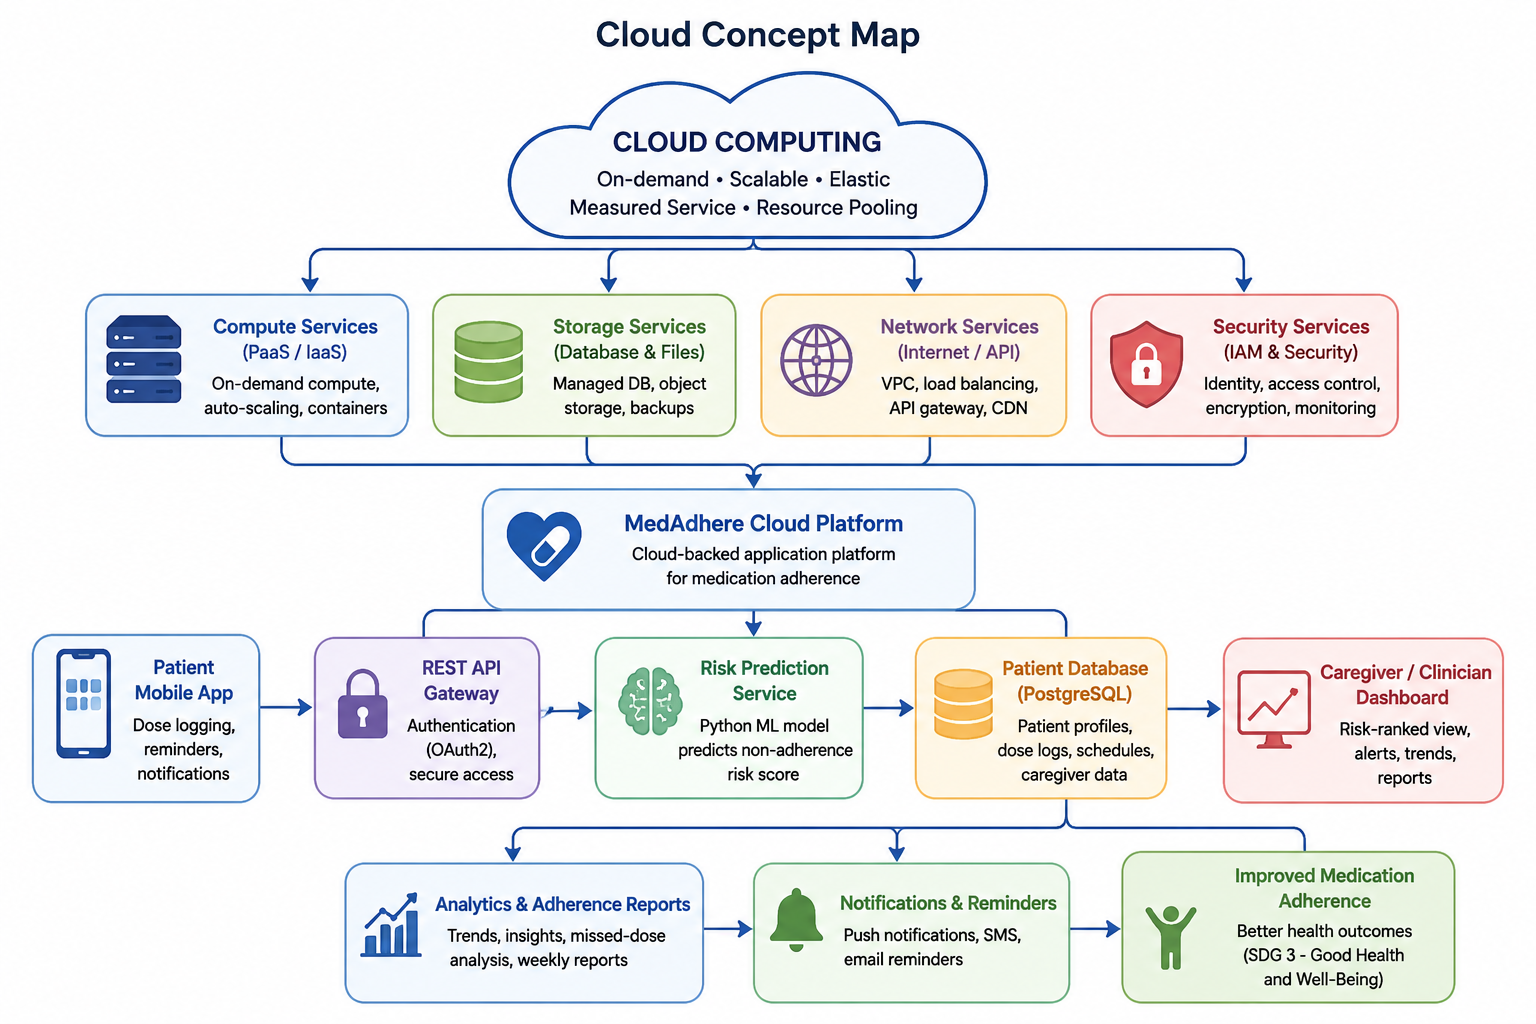 Cloud Concept Map
CLOUD COMPUTING
On-demand • Scalable • Elastic
Measured Service • Resource Pooling
Compute Services
(PaaS / IaaS)
On-demand compute,
auto-scaling, containers
Storage Services
(Database & Files)
Managed DB, object
storage, backups
Network Services
(Internet / API)
VPC, load balancing,
API gateway, CDN
Security Services
(IAM & Security)
Identity, access control,
encryption, monitoring
MedAdhere Cloud Platform
Cloud-backed application platform
for medication adherence
Patient
Mobile App
Dose logging,
reminders,
notifications
REST API
Gateway
Authentication
(OAuth2),
secure access
Risk Prediction
Service
Python ML model
predicts non-adherence
risk score
Patient Database
(PostgreSQL)
Patient profiles,
dose logs, schedules,
caregiver data
Caregiver / Clinician
Dashboard
Risk-ranked view,
alerts, trends,
reports
Analytics & Adherence Reports
Trends, insights, missed-dose
analysis, weekly reports
Notifications & Reminders
Push notifications, SMS,
email reminders
Improved Medication
Adherence
Better health outcomes
(SDG 3 - Good Health
and Well-Being)